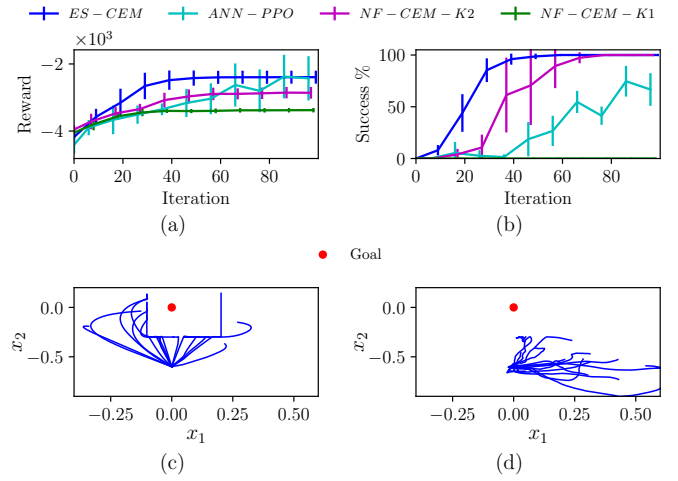 ES − CEM ANN − PPO NF − CEM − K2 NF − CEM − K1
×10³
−2
−4
Reward
0 20 40 60 80
Iteration
(a)
100
50
0
Success %
0 20 40 60 80
Iteration
(b)
Goal
0.0
−0.5
x₂
−0.25 0.00 0.25 0.50
x₁
(c)
0.0
−0.5
x₂
−0.25 0.00 0.25 0.50
x₁
(d)